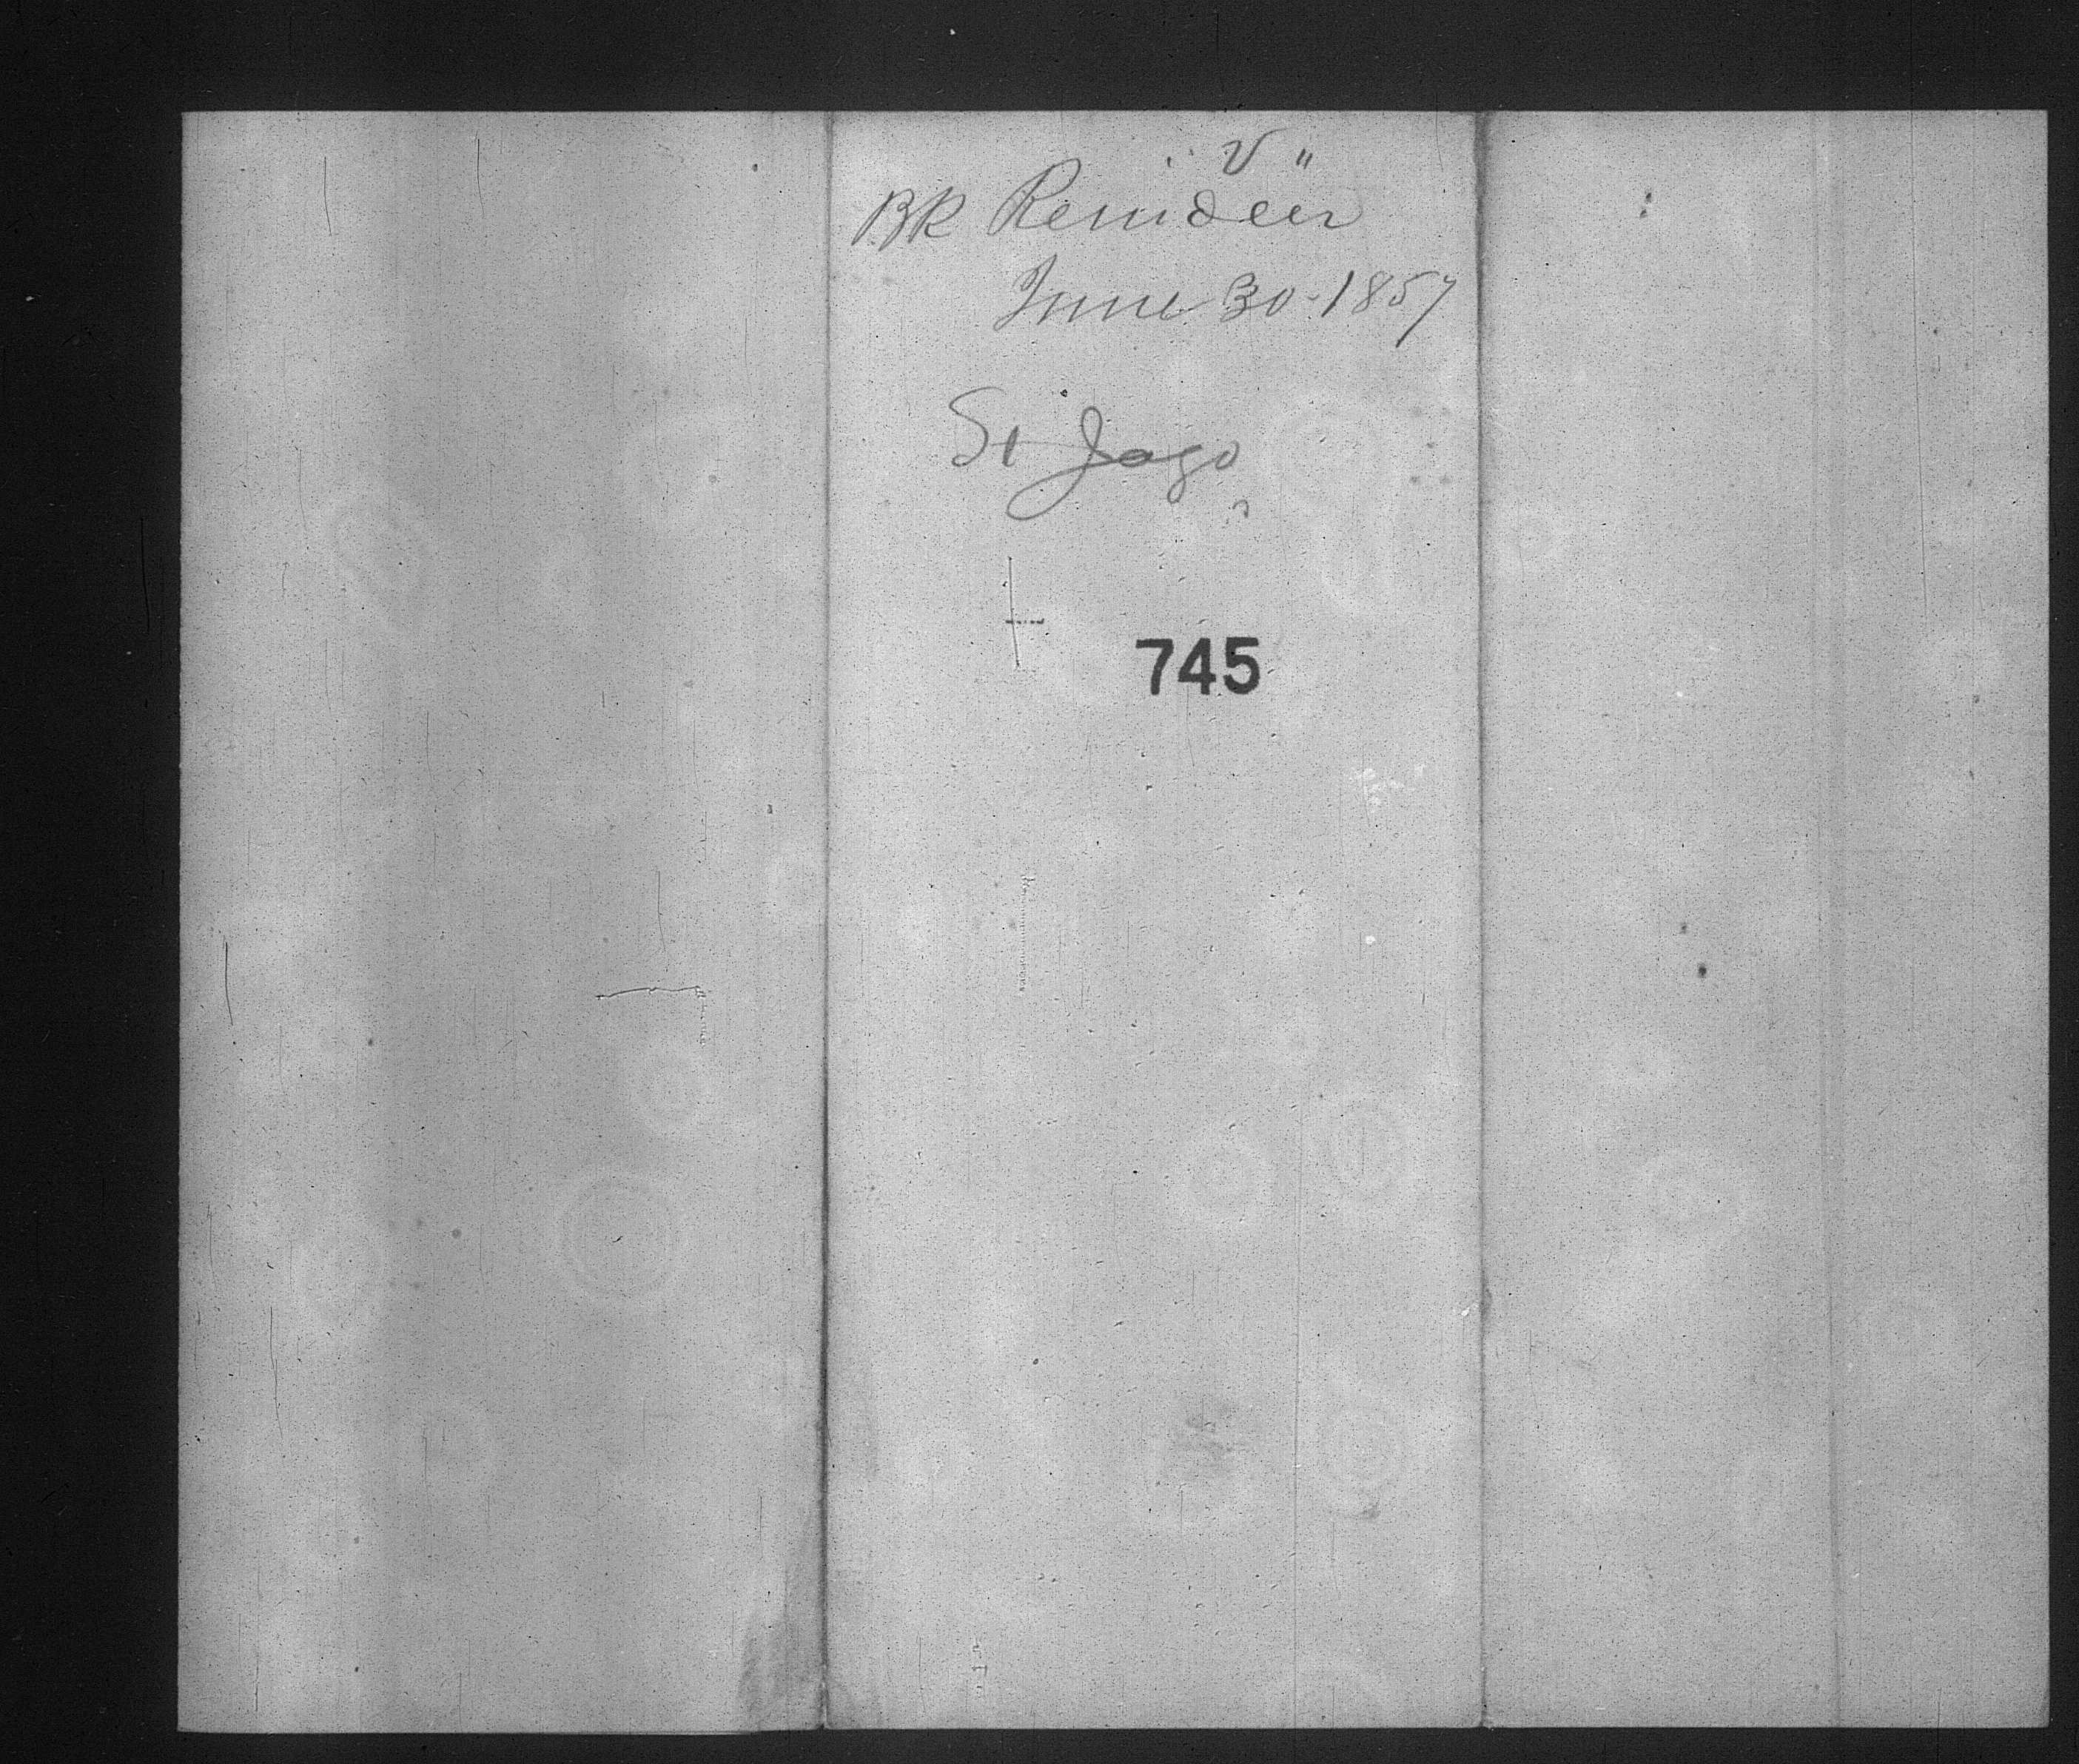 V "
BK Reindeer
June 30-1857
St Jago
745